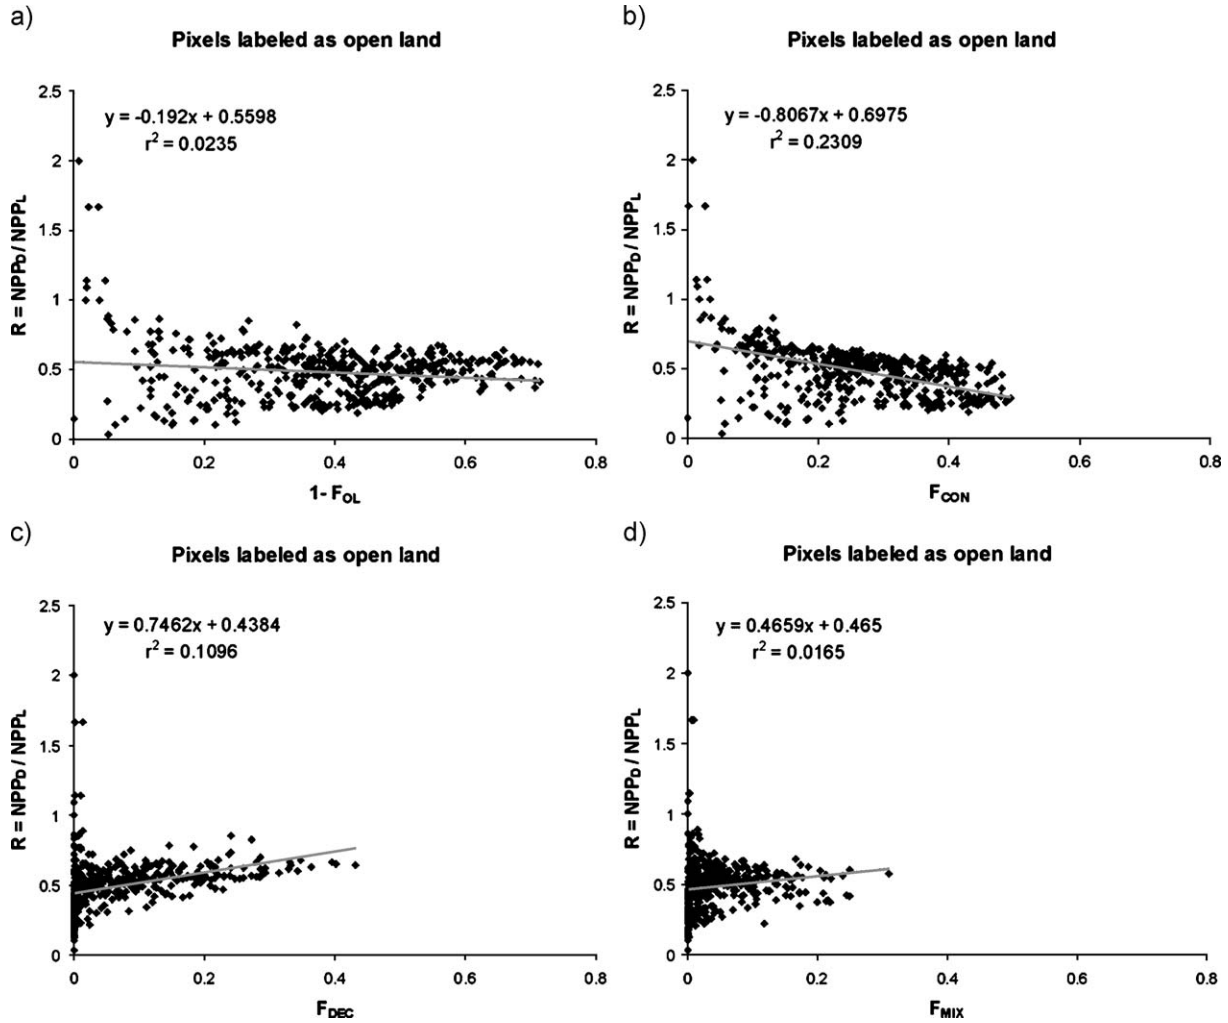 a)
Pixels labeled as open land
y = -0.192x + 0.5598
r² = 0.0235
R = NPP_D / NPP_L
2.5
2
1.5
1
0.5
0
0 0.2 0.4 0.6 0.8
1- F_OL
b)
Pixels labeled as open land
y = -0.8067x + 0.6975
r² = 0.2309
R = NPP_D / NPP_L
2.5
2
1.5
1
0.5
0
0 0.2 0.4 0.6 0.8
F_CON
c)
Pixels labeled as open land
y = 0.7462x + 0.4384
r² = 0.1096
R = NPP_D / NPP_L
2.5
2
1.5
1
0.5
0
0 0.2 0.4 0.6 0.8
F_DEC
d)
Pixels labeled as open land
y = 0.4659x + 0.465
r² = 0.0165
R = NPP_D / NPP_L
2.5
2
1.5
1
0.5
0
0 0.2 0.4 0.6 0.8
F_MIX